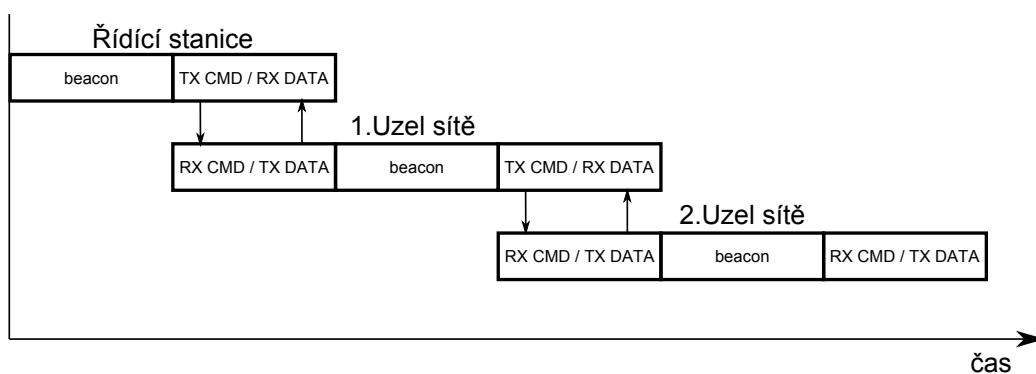 Řídící stanice
beacon
TX CMD / RX DATA
1.Uzel sítě
RX CMD / TX DATA
beacon
TX CMD / RX DATA
2.Uzel sítě
RX CMD / TX DATA
beacon
RX CMD / TX DATA
čas